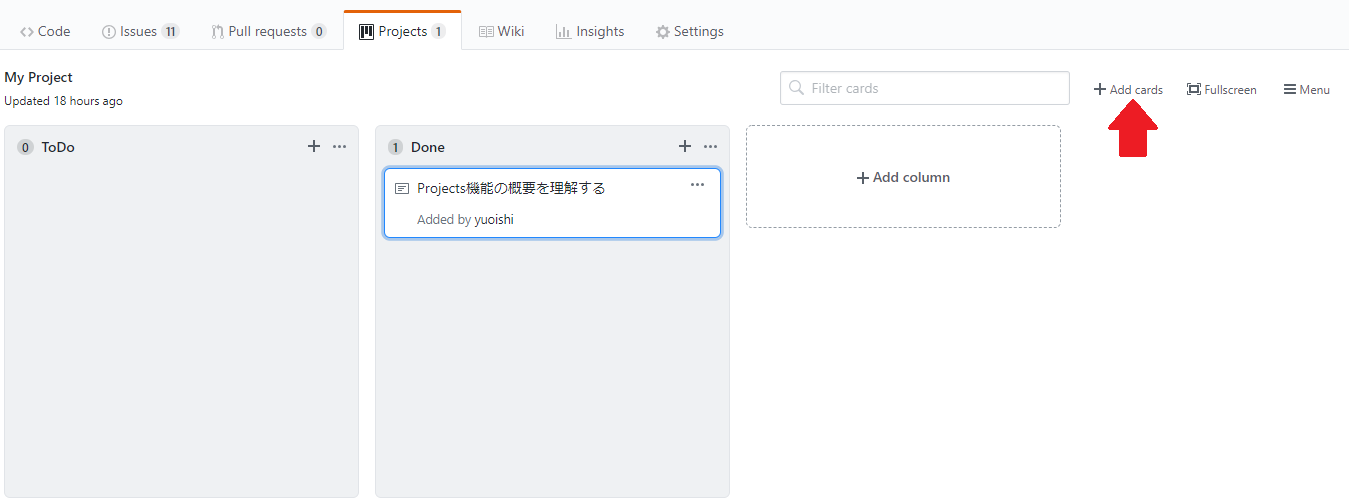 Code Issues 11 Pull requests 0 Projects 1 Wiki Insights Settings
My Project
Updated 18 hours ago
Filter cards
Add cards Fullscreen Menu
0 ToDo
1 Done
Projects機能の概要を理解する
Added by yuoishi
Add column